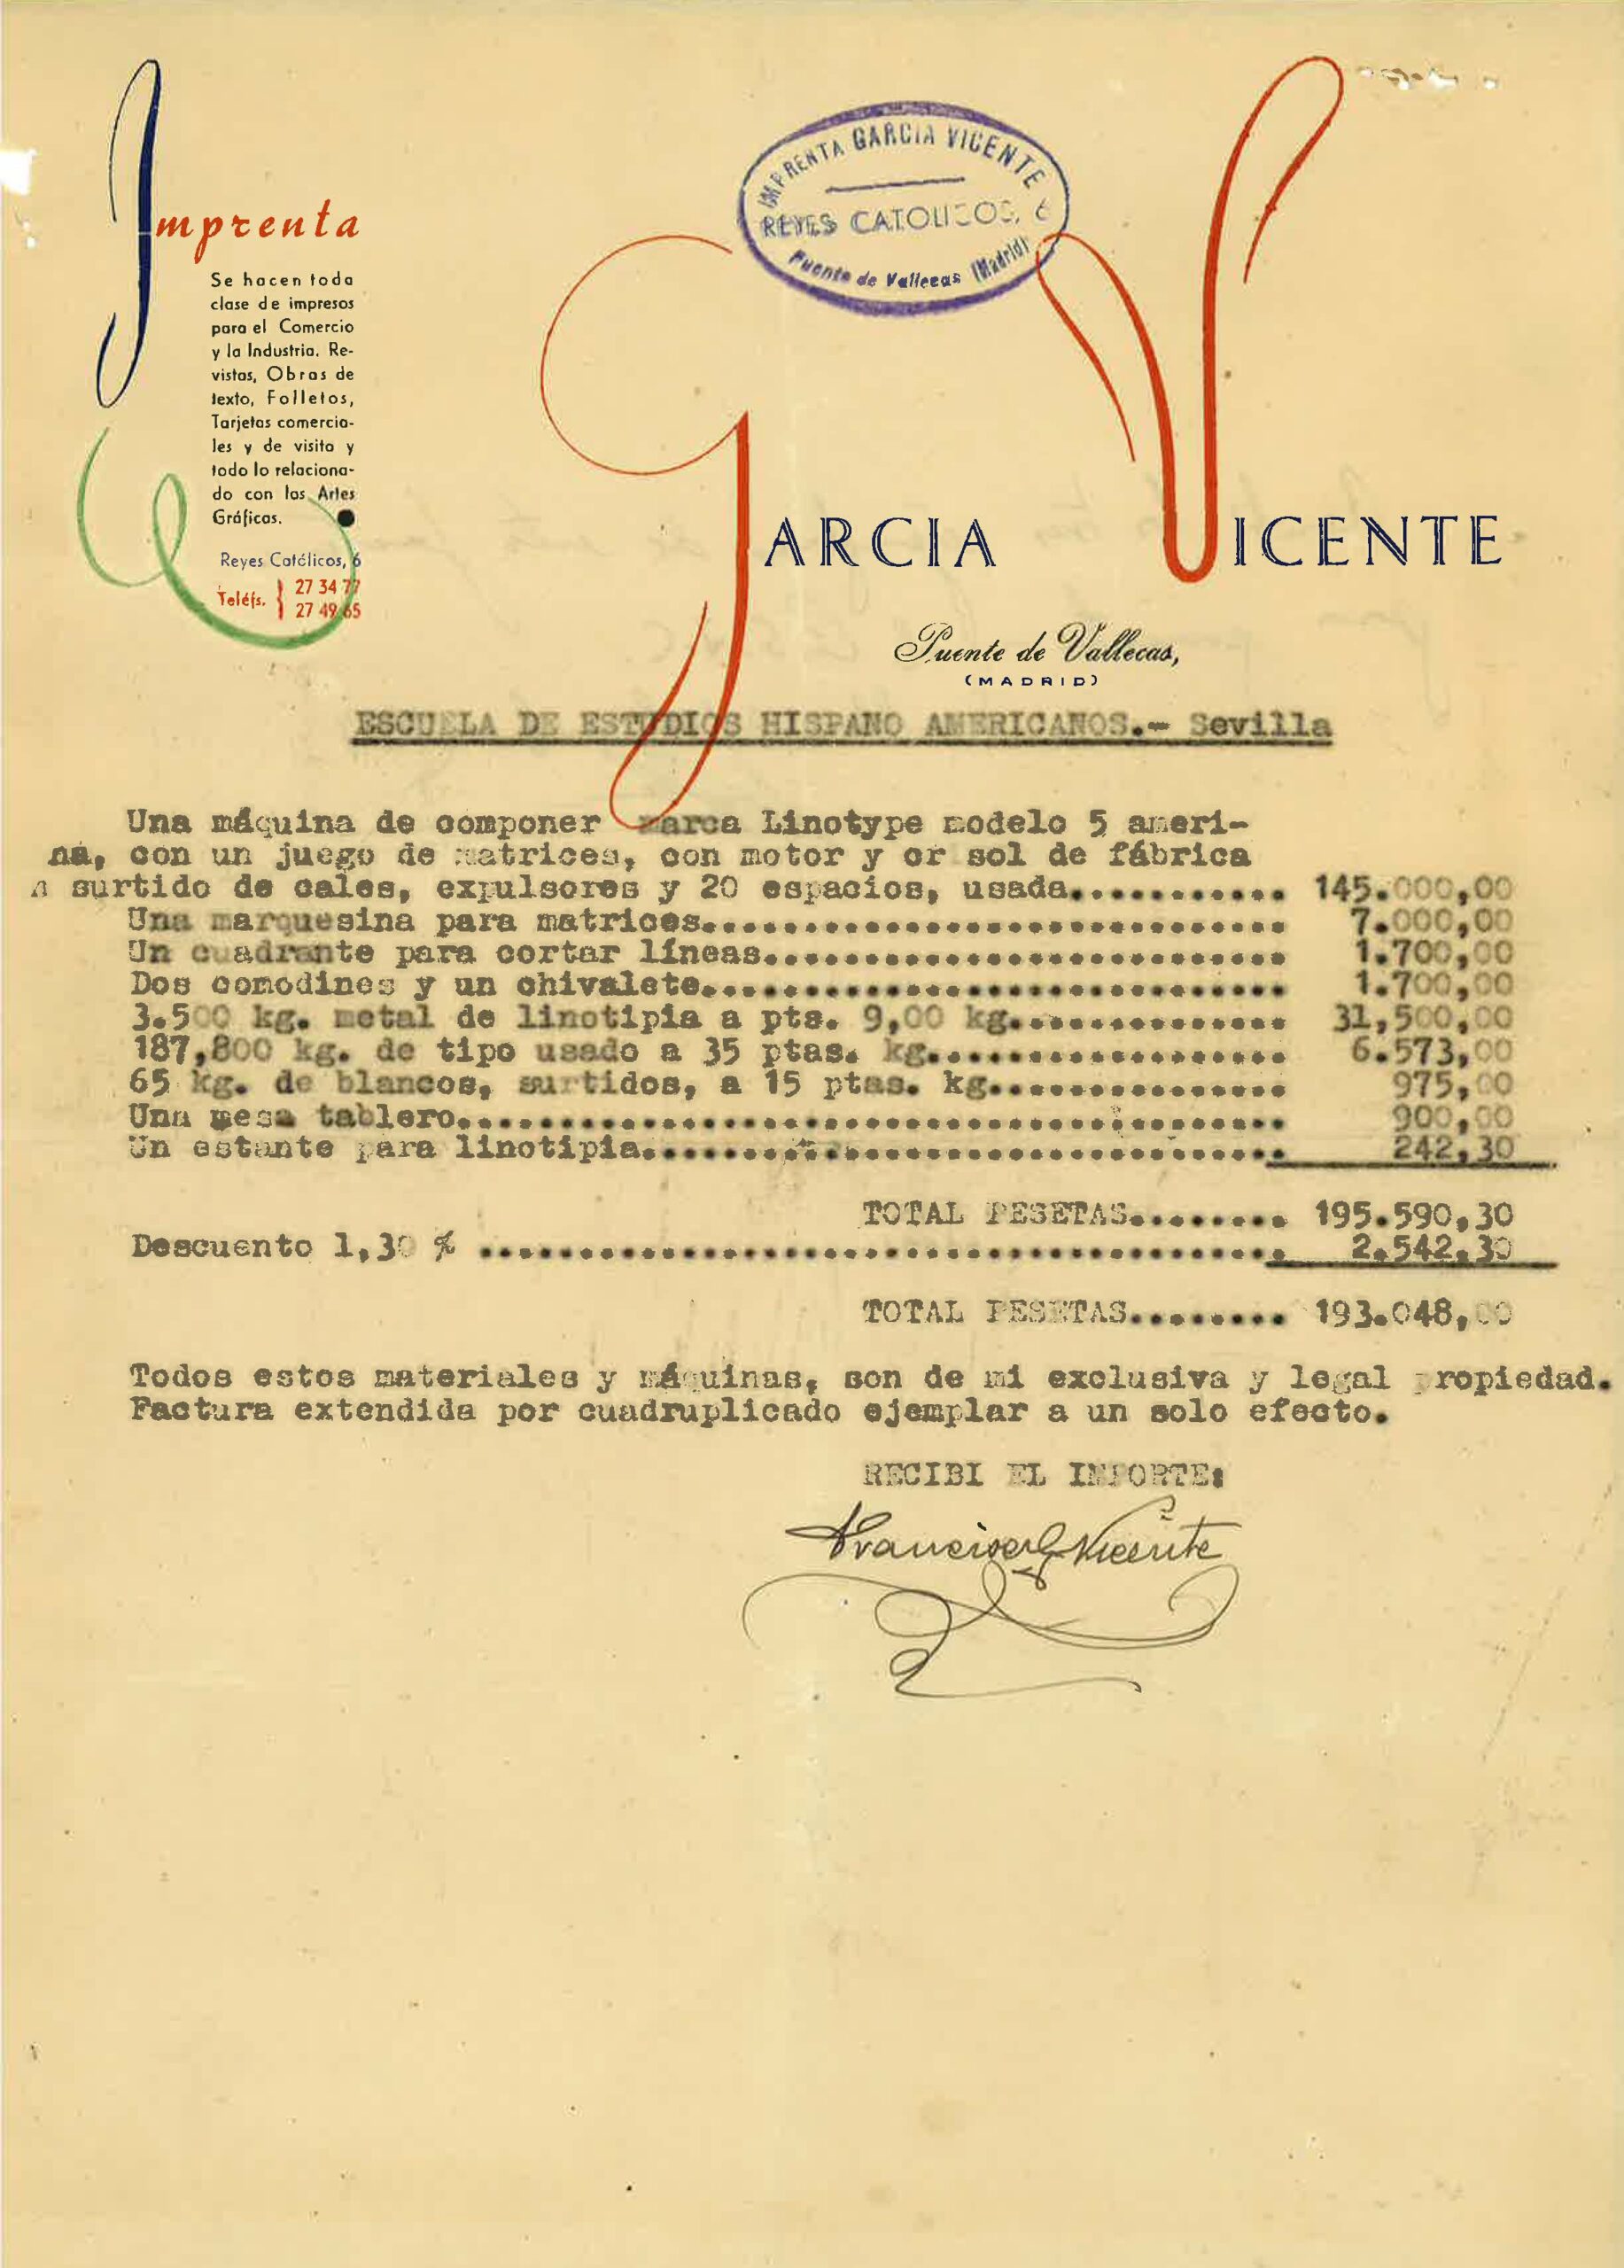 Imprenta
Se hacen toda
clase de impresos
para el Comercio
y la Industria. Re-
vistas, Obras de
texto, Folletos,
Tarjetas comercia-
les y de visita y
todo lo relaciona-
do con las Artes
Gráficas.
Reyes Católicos, 6
Teléfs. 27 34 77
27 49 65
IMPRENTA GARCIA VICENTE
REYES CATOLICOS, 6
Puente de Vallecas (Madrid)
GARCIA VICENTE
Puente de Vallecas,
(MADRID)
ESCUELA DE ESTUDIOS HISPANO AMERICANOS.- Sevilla
Una máquina de componer marca Linotype modelo 5 ameri-
na, con un juego de matrices, con motor y sol de fábrica
surtido de cales, expulsores y 20 espacios, usada........... 145.000,00
Una marquesina para matrices.............................. 7.000,00
Un cuadrante para cortar líneas........................... 1.700,00
Dos comodines y un chivalete.............................. 1.700,00
3.500 kg. metal de linotipia a pts. 9,00 kg.............. 31,500,00
187,800 kg. de tipo usado a 35 ptas. kg.................. 6.573,00
65 kg. de blancos, surtidos, a 15 ptas. kg............... 975,00
Una mesa tablero.......................................... 900,00
Un estante para linotipia................................. 242,30
TOTAL PESETAS......... 195.590,30
Descuento 1,30 % ......................................... 2.542,30
TOTAL PESETAS......... 193.048,00
Todos estos materiales y máquinas, son de mi exclusiva y legal propiedad.
Factura extendida por cuadruplicado ejemplar a un solo efecto.
RECIBI EL IMPORTE:
Francisco G Vicente